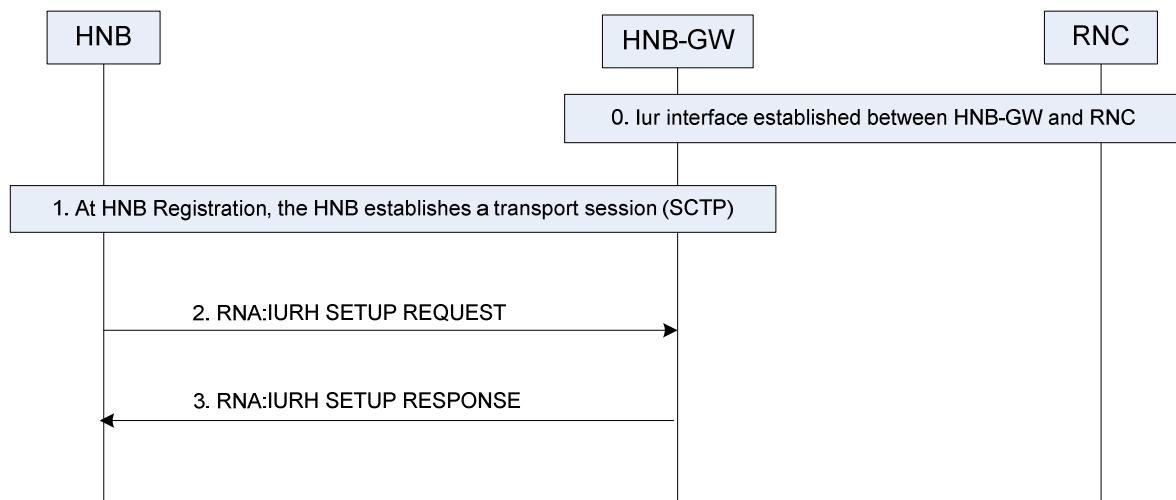 HNB
HNB-GW
RNC
0. Iur interface established between HNB-GW and RNC
1. At HNB Registration, the HNB establishes a transport session (SCTP)
2. RNA:IURH SETUP REQUEST
3. RNA:IURH SETUP RESPONSE